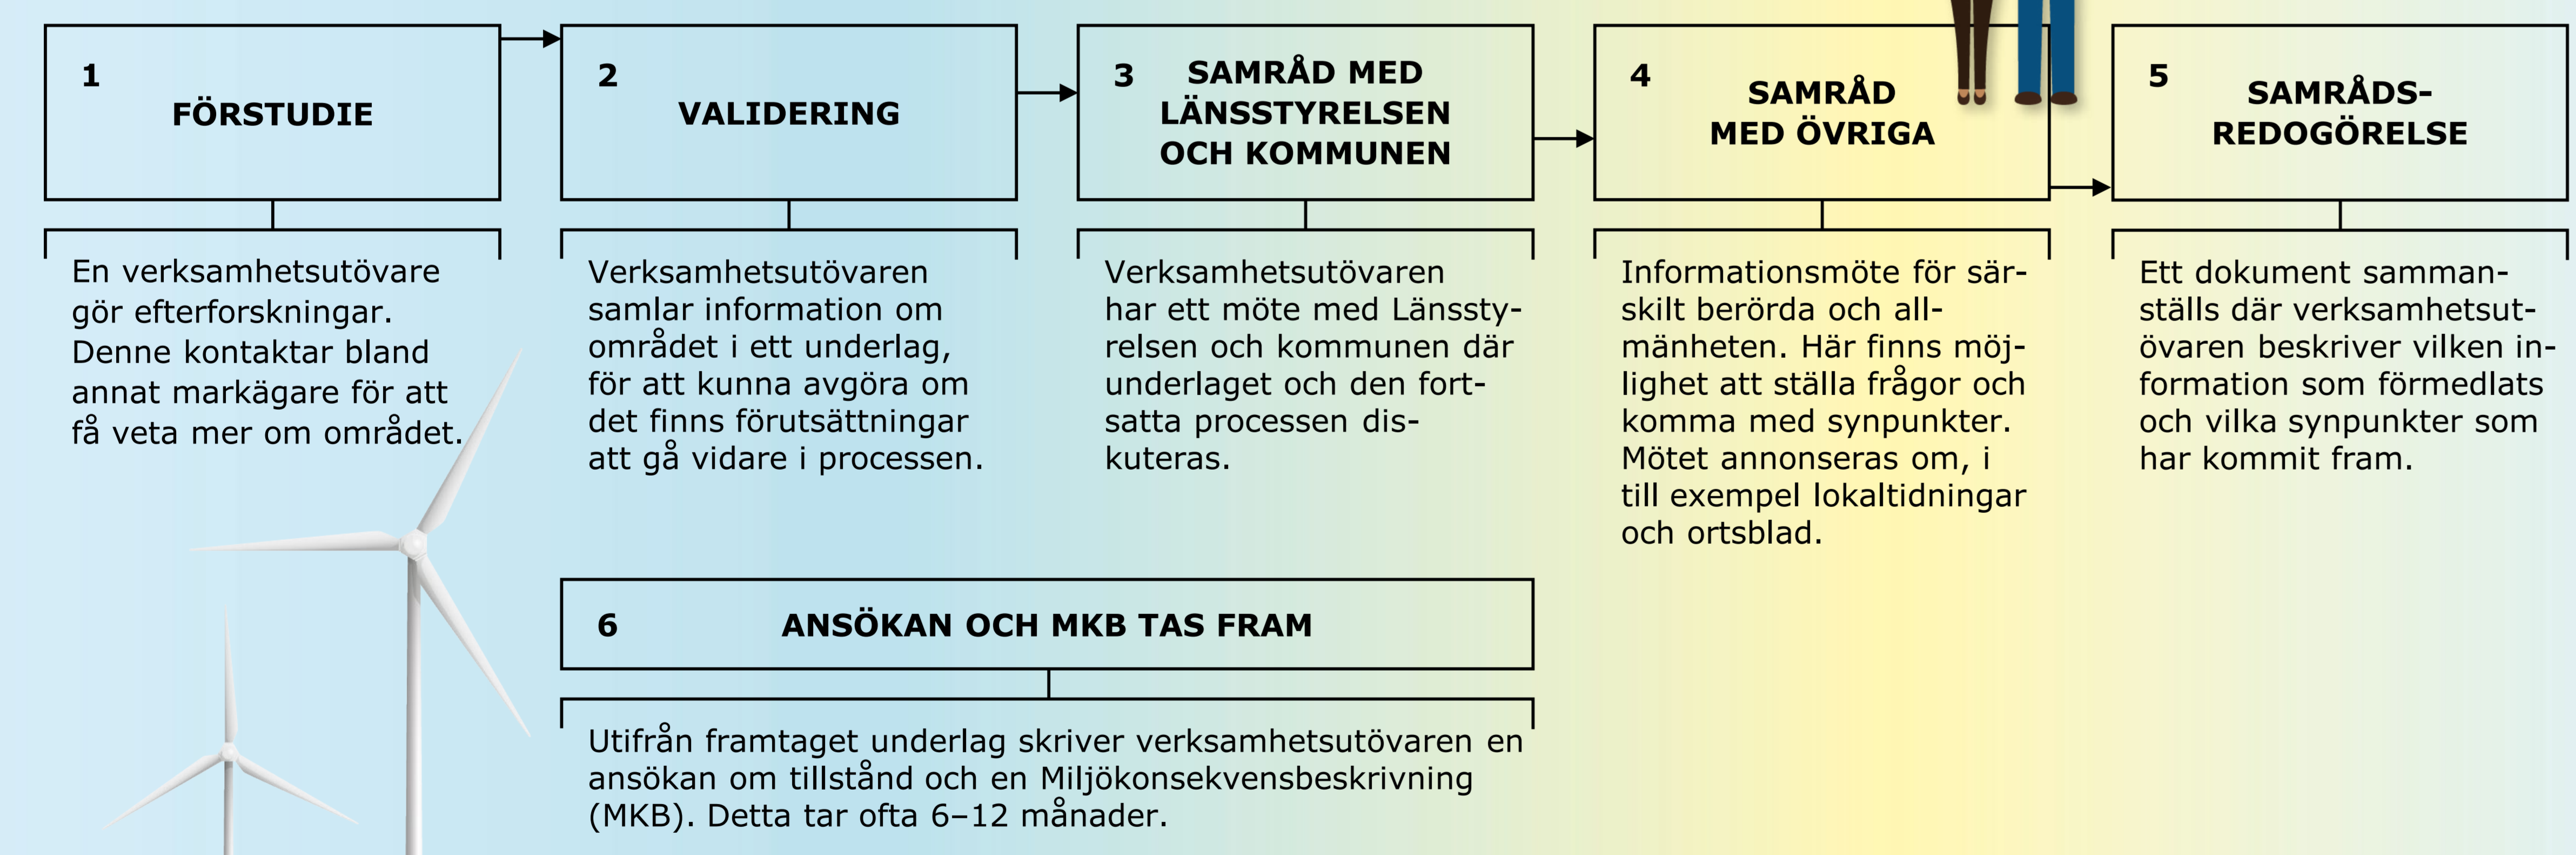 1
FÖRSTUDIE
En verksamhetsutövare
gör efterforskningar.
Denne kontaktar bland
annat markägare för att
få veta mer om området.
2
VALIDERING
Verksamhetsutövaren
samlar information om
området i ett underlag,
för att kunna avgöra om
det finns förutsättningar
att gå vidare i processen.
3
SAMRÅD MED
LÄNSSTYRELSEN
OCH KOMMUNEN
Verksamhetsutövaren
har ett möte med Länssty-
relsen och kommunen där
underlaget och den fort-
satta processen dis-
kuteras.
4
SAMRÅD
MED ÖVRIGA
Informationsmöte för sär-
skilt berörda och all-
mänheten. Här finns möj-
lighet att ställa frågor och
komma med synpunkter.
Mötet annonseras om, i
till exempel lokaltidningar
och ortsblad.
5
SAMRÅDS-
REDOGÖRELSE
Ett dokument samman-
ställs där verksamhetsut-
övaren beskriver vilken in-
formation som förmedlats
och vilka synpunkter som
har kommit fram.
6
ANSÖKAN OCH MKB TAS FRAM
Utifrån framtaget underlag skriver verksamhetsutövaren en
ansökan om tillstånd och en Miljökonsekvensbeskrivning
(MKB). Detta tar ofta 6–12 månader.